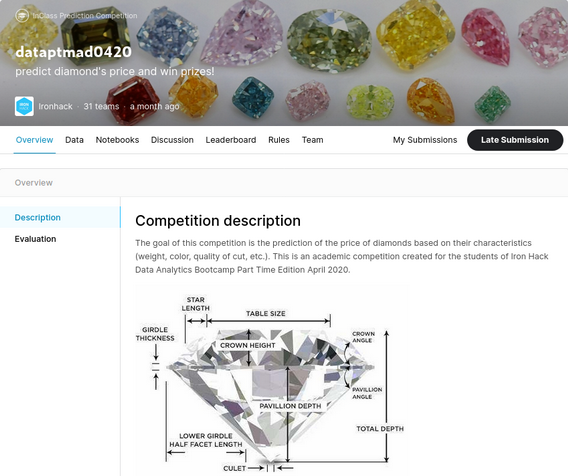 InClass Prediction Competition
dataptmad0420
predict diamond's price and win prizes!
Ironhack · 31 teams · a month ago
Overview Data Notebooks Discussion Leaderboard Rules Team My Submissions Late Submission
Overview
Description
Evaluation
Competition description
The goal of this competition is the prediction of the price of diamonds based on their characteristics
(weight, color, quality of cut, etc.). This is an academic competition created for the students of Iron Hack
Data Analytics Bootcamp Part Time Edition April 2020.
STAR
LENGTH
TABLE SIZE
GIRDLE
THICKNESS
CROWN HEIGHT
CROWN
ANGLE
PAVILLION
ANGLE
PAVILLION DEPTH
TOTAL DEPTH
LOWER GIRDLE
HALF FACET LENGTH
CULET